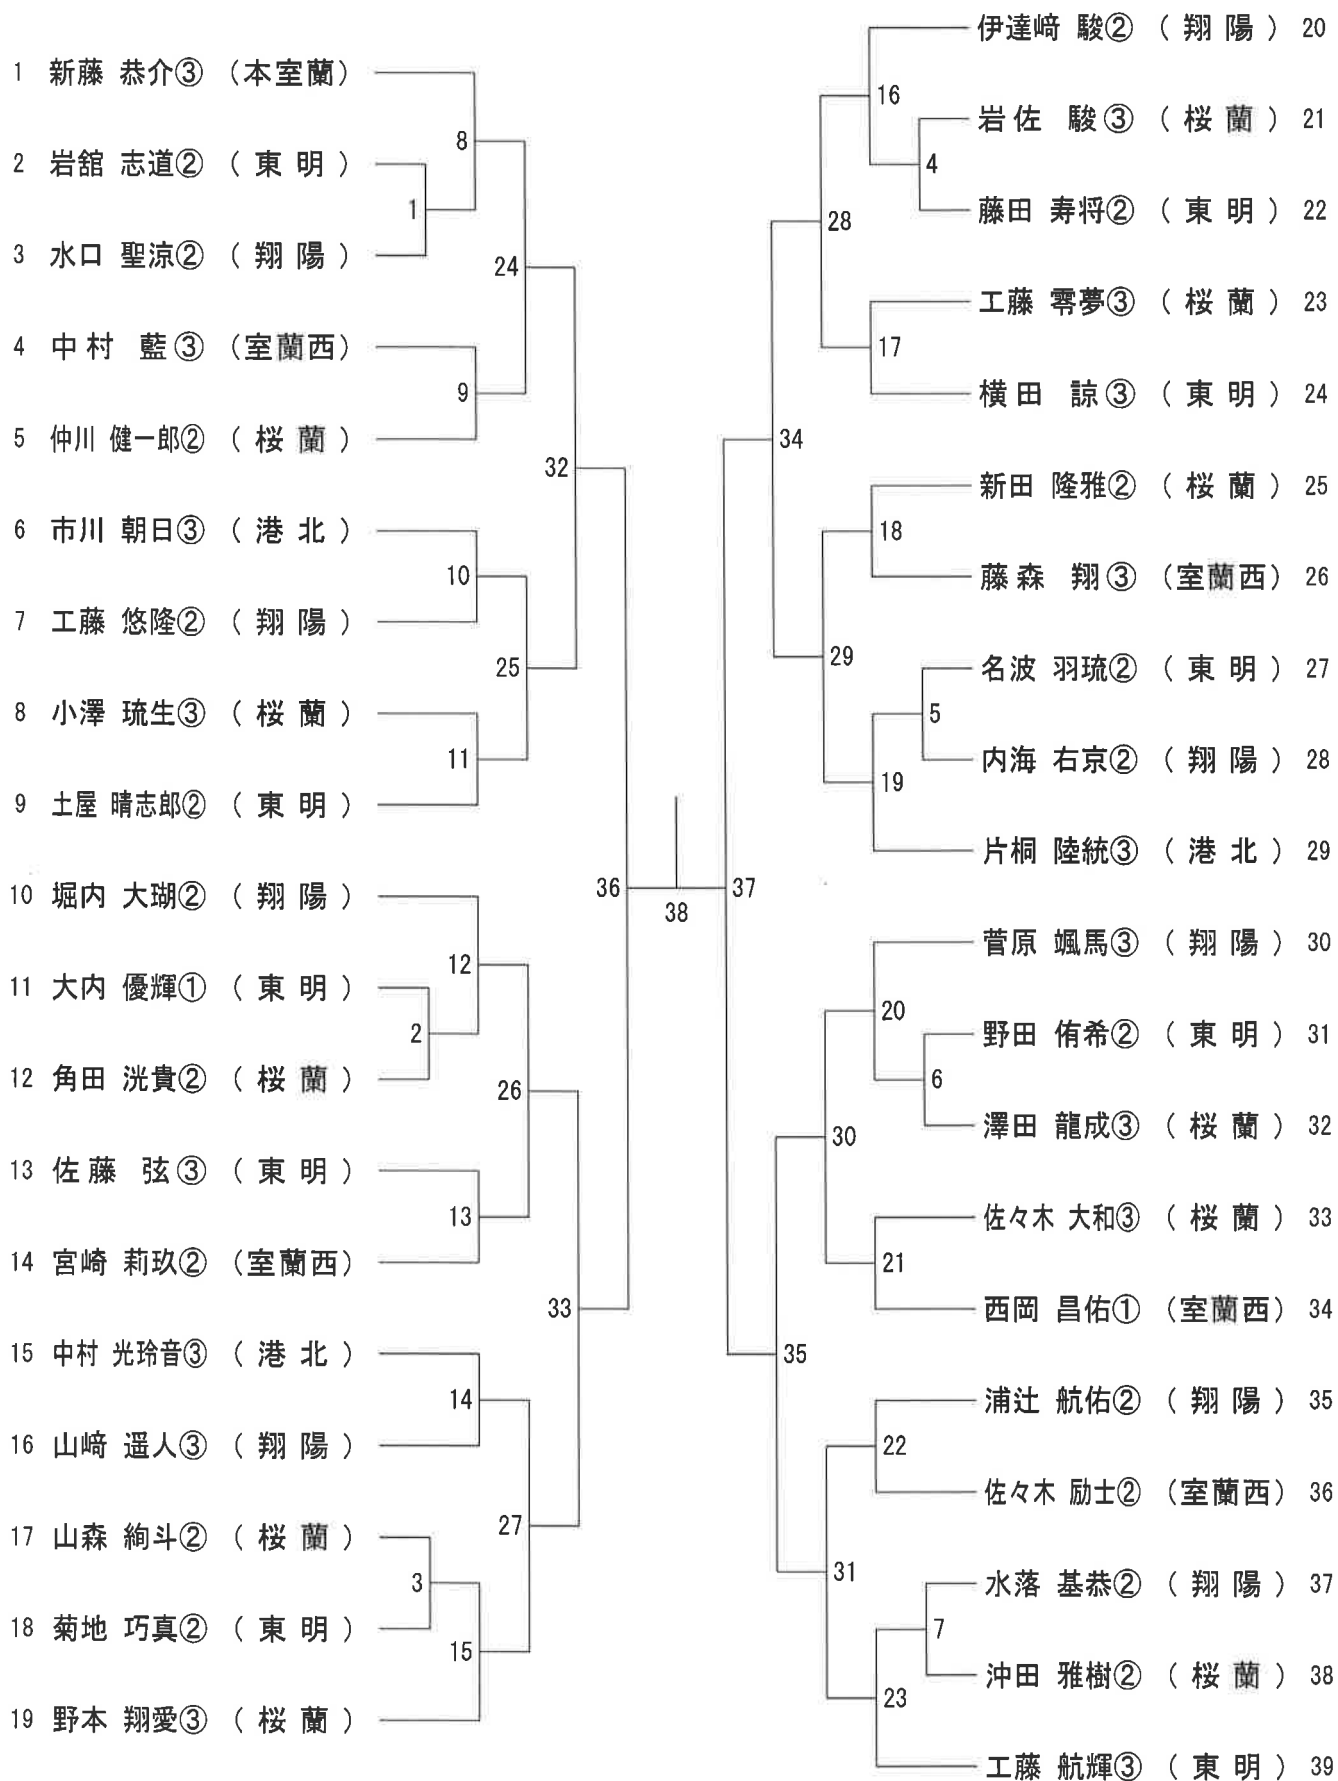 1 新藤 恭介③ (本室蘭)
2 岩舘 志道② (東 明)
3 水口 聖涼② (翔 陽)
4 中村 藍③ (室蘭西)
5 仲川 健一郎② (桜 蘭)
6 市川 朝日③ (港 北)
7 工藤 悠隆② (翔 陽)
8 小澤 琉生③ (桜 蘭)
9 土屋 晴志郎② (東 明)
10 堀内 大瑚② (翔 陽)
11 大内 優輝① (東 明)
12 角田 洸貴② (桜 蘭)
13 佐藤 弦③ (東 明)
14 宮崎 莉玖② (室蘭西)
15 中村 光玲音③ (港 北)
16 山﨑 遥人③ (翔 陽)
17 山森 絢斗② (桜 蘭)
18 菊地 巧真② (東 明)
19 野本 翔愛③ (桜 蘭)
8
1
24
9
32
10
25
11
36
12
2
26
13
33
14
27
3
15
38
37
16
4
28
17
34
18
29
5
19
20
6
30
21
35
22
31
7
23
伊達﨑 駿② (翔 陽) 20
岩佐 駿③ (桜 蘭) 21
藤田 寿将② (東 明) 22
工藤 零夢③ (桜 蘭) 23
横田 諒③ (東 明) 24
新田 隆雅② (桜 蘭) 25
藤森 翔③ (室蘭西) 26
名波 羽琉② (東 明) 27
内海 右京② (翔 陽) 28
片桐 陸統③ (港 北) 29
菅原 颯馬③ (翔 陽) 30
野田 侑希② (東 明) 31
澤田 龍成③ (桜 蘭) 32
佐々木 大和③ (桜 蘭) 33
西岡 昌佑① (室蘭西) 34
浦辻 航佑② (翔 陽) 35
佐々木 励士② (室蘭西) 36
水落 基恭② (翔 陽) 37
沖田 雅樹② (桜 蘭) 38
工藤 航輝③ (東 明) 39